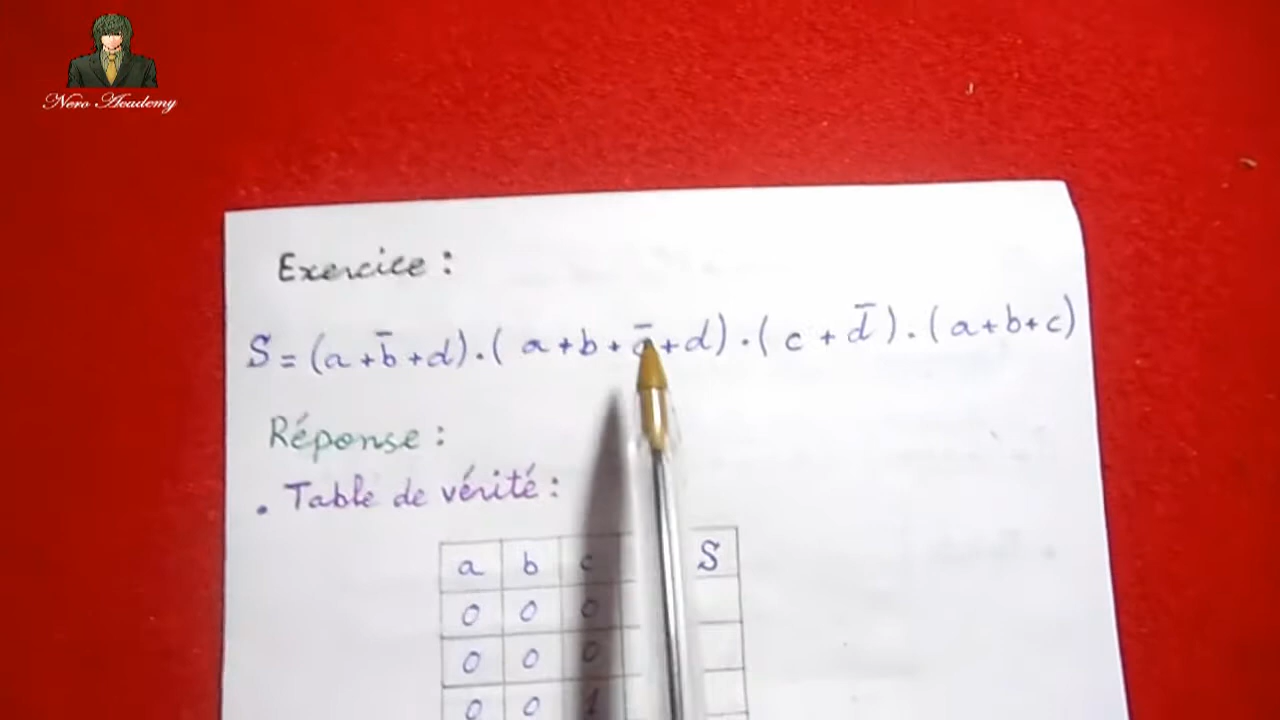 Nero Academy
Exercice :
S = (a + b̄ + d) . ( a + b + c̄ + d) . ( c + d̄ ) . ( a + b + c)
Réponse :
. Table de vérité :
a b c S
0 0 0
0 0 0
0 0 1